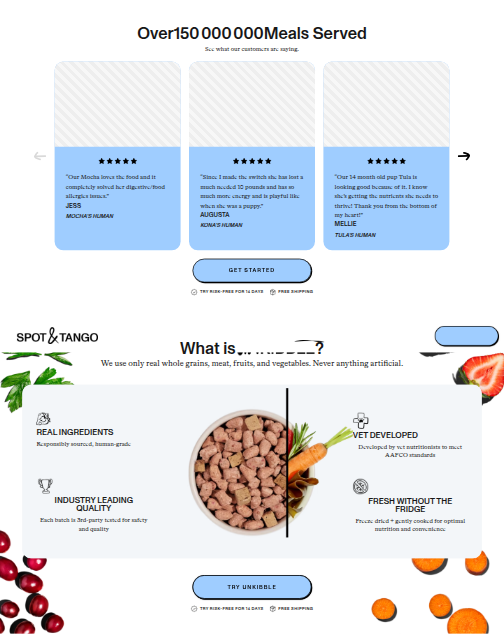 Over150 000 000Meals Served
See what our customers are saying.
"Our Mocha loves the food and it
completely solved her digestive/food
allergies issues."
JESS
MOCHA'S HUMAN
"Since I made the switch she has lost a
much needed 10 pounds and has so
much more energy and is playful like
when she was a puppy."
AUGUSTA
KONA'S HUMAN
"Our 14 month old pup Tula is
looking good because of it. I know
she's getting the nutrients she needs to
thrive! Thank you from the bottom of
my heart!"
MELLIE
TULA'S HUMAN
GET STARTED
TRY RISK-FREE FOR 14 DAYS
FREE SHIPPING
SPOT & TANGO
What is ?
We use only real whole grains, meat, fruits, and vegetables. Never anything artificial.
REAL INGREDIENTS
Responsibly sourced, human-grade
INDUSTRY LEADING
QUALITY
Each batch is 3rd-party tested for safety
and quality
VET DEVELOPED
Developed by vet nutritionists to meet
AAFCO standards
FRESH WITHOUT THE
FRIDGE
Freeze dried + gently cooked for optimal
nutrition and convenience
TRY UNKIBBLE
TRY RISK-FREE FOR 14 DAYS
FREE SHIPPING